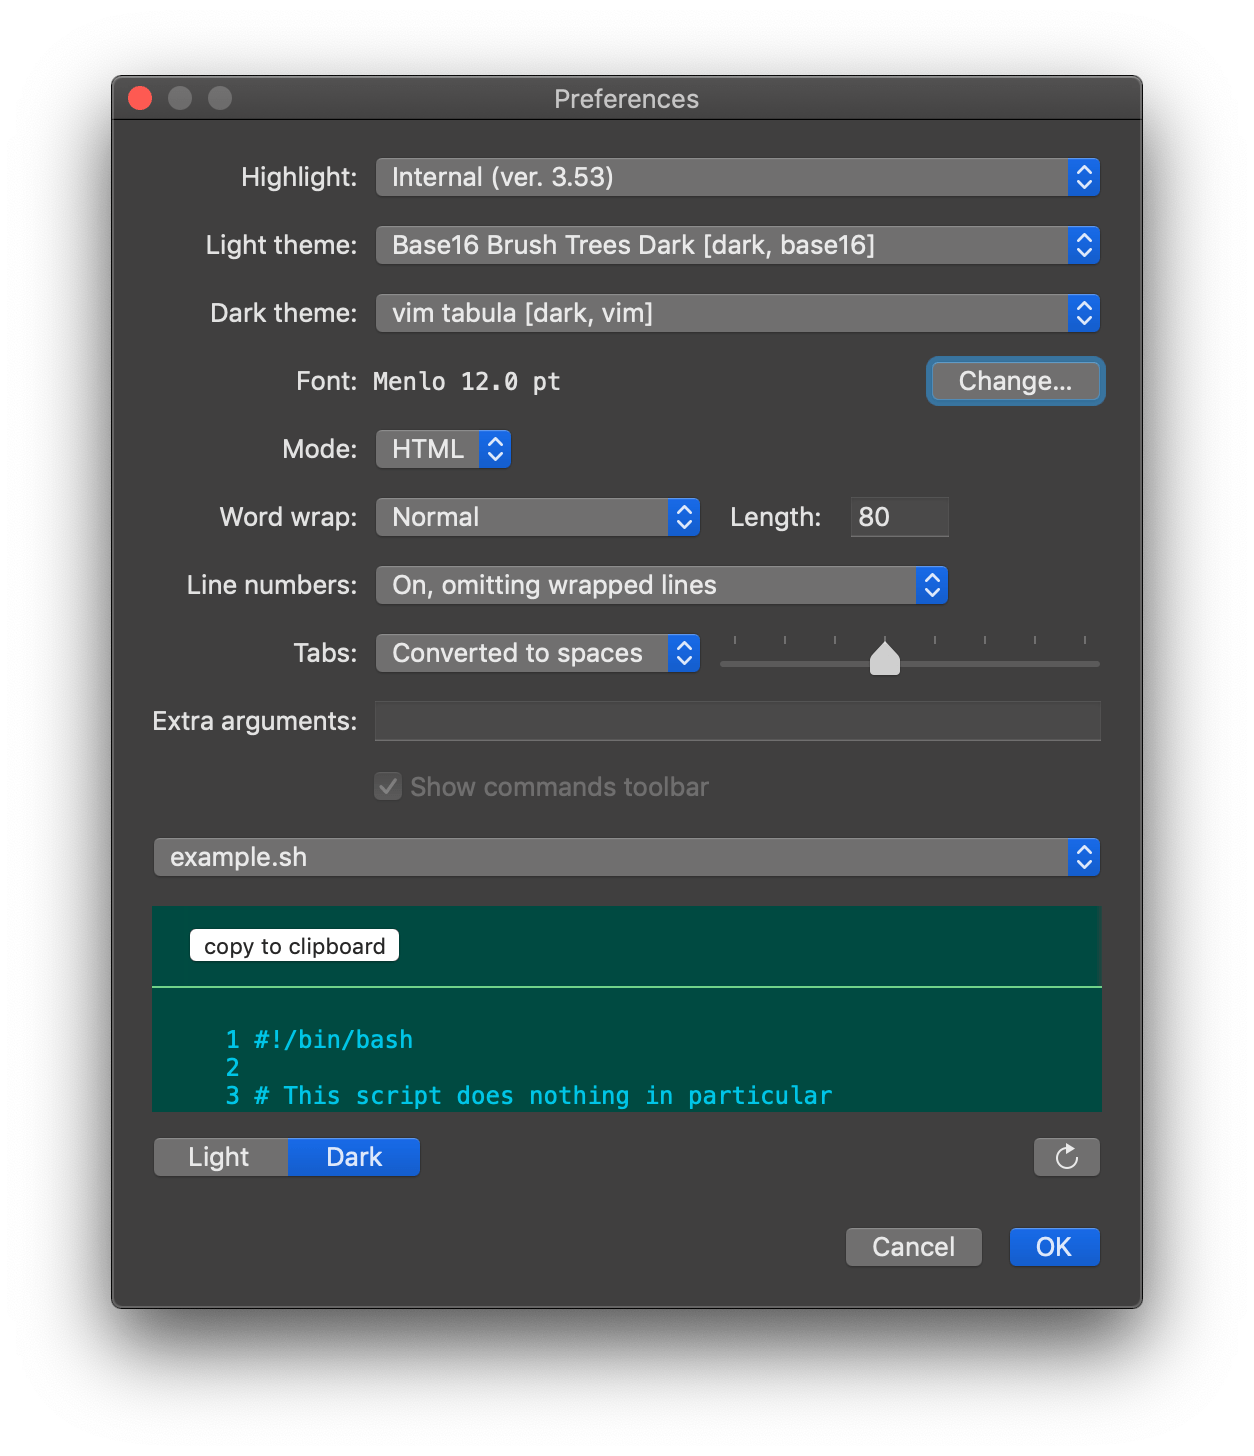 Preferences
Highlight: Internal (ver. 3.53)
Light theme: Base16 Brush Trees Dark [dark, base16]
Dark theme: vim tabula [dark, vim]
Font: Menlo 12.0 pt Change...
Mode: HTML
Word wrap: Normal Length: 80
Line numbers: On, omitting wrapped lines
Tabs: Converted to spaces
Extra arguments:
Show commands toolbar
example.sh
copy to clipboard
1 #!/bin/bash
2
3 # This script does nothing in particular
Light Dark
Cancel OK